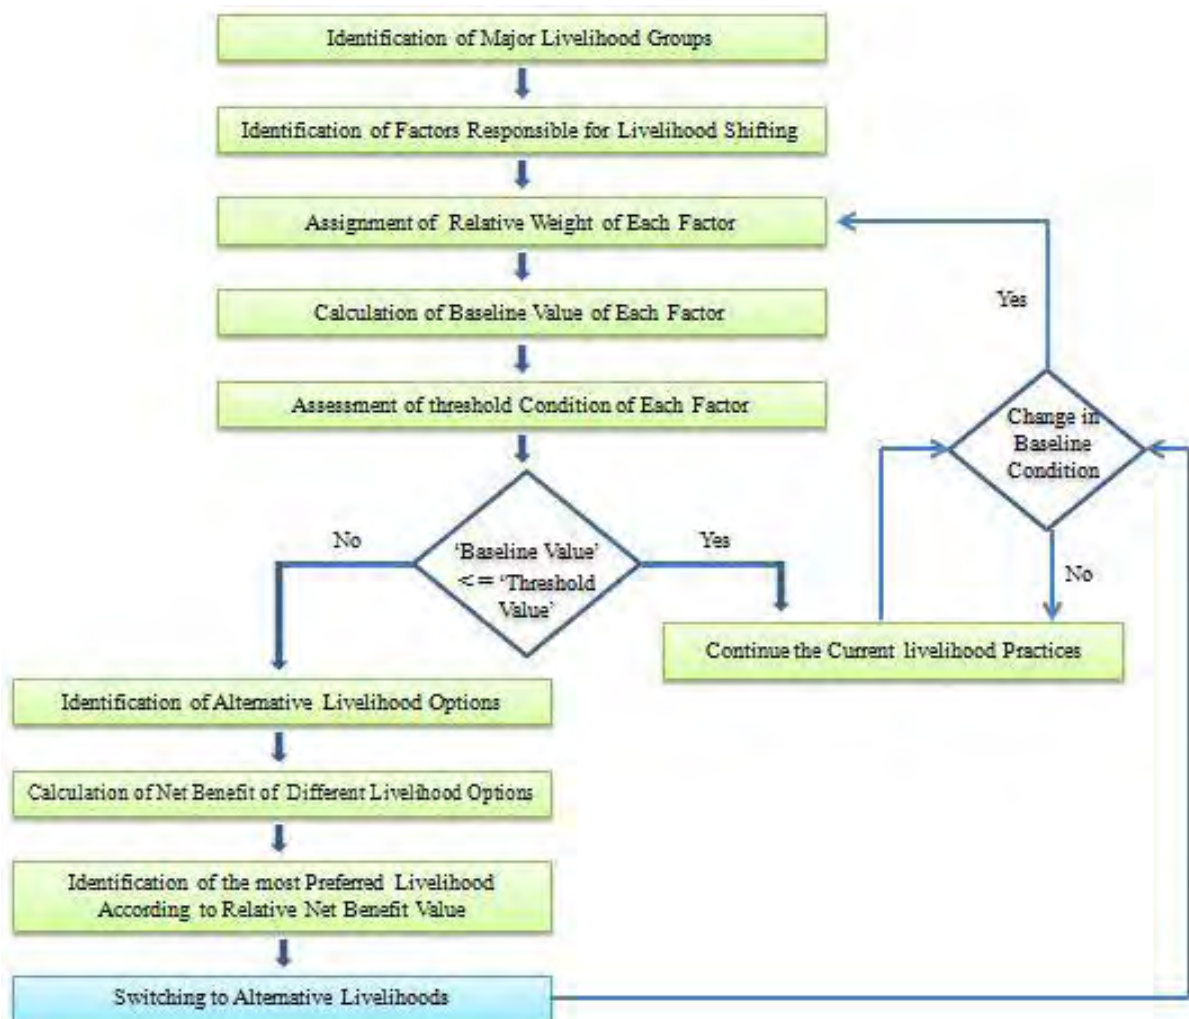 Identification of Major Livelihood Groups
Identification of Factors Responsible for Livelihood Shifting
Assignment of Relative Weight of Each Factor
Calculation of Baseline Value of Each Factor
Yes
Assessment of threshold Condition of Each Factor
Change in
Baseline
Condition
No
'Baseline Value'
<= 'Threshold
Value'
Yes
No
Continue the Current livelihood Practices
Identification of Alternative Livelihood Options
Calculation of Net Benefit of Different Livelihood Options
Identification of the most Preferred Livelihood
According to Relative Net Benefit Value
Switching to Alternative Livelihoods